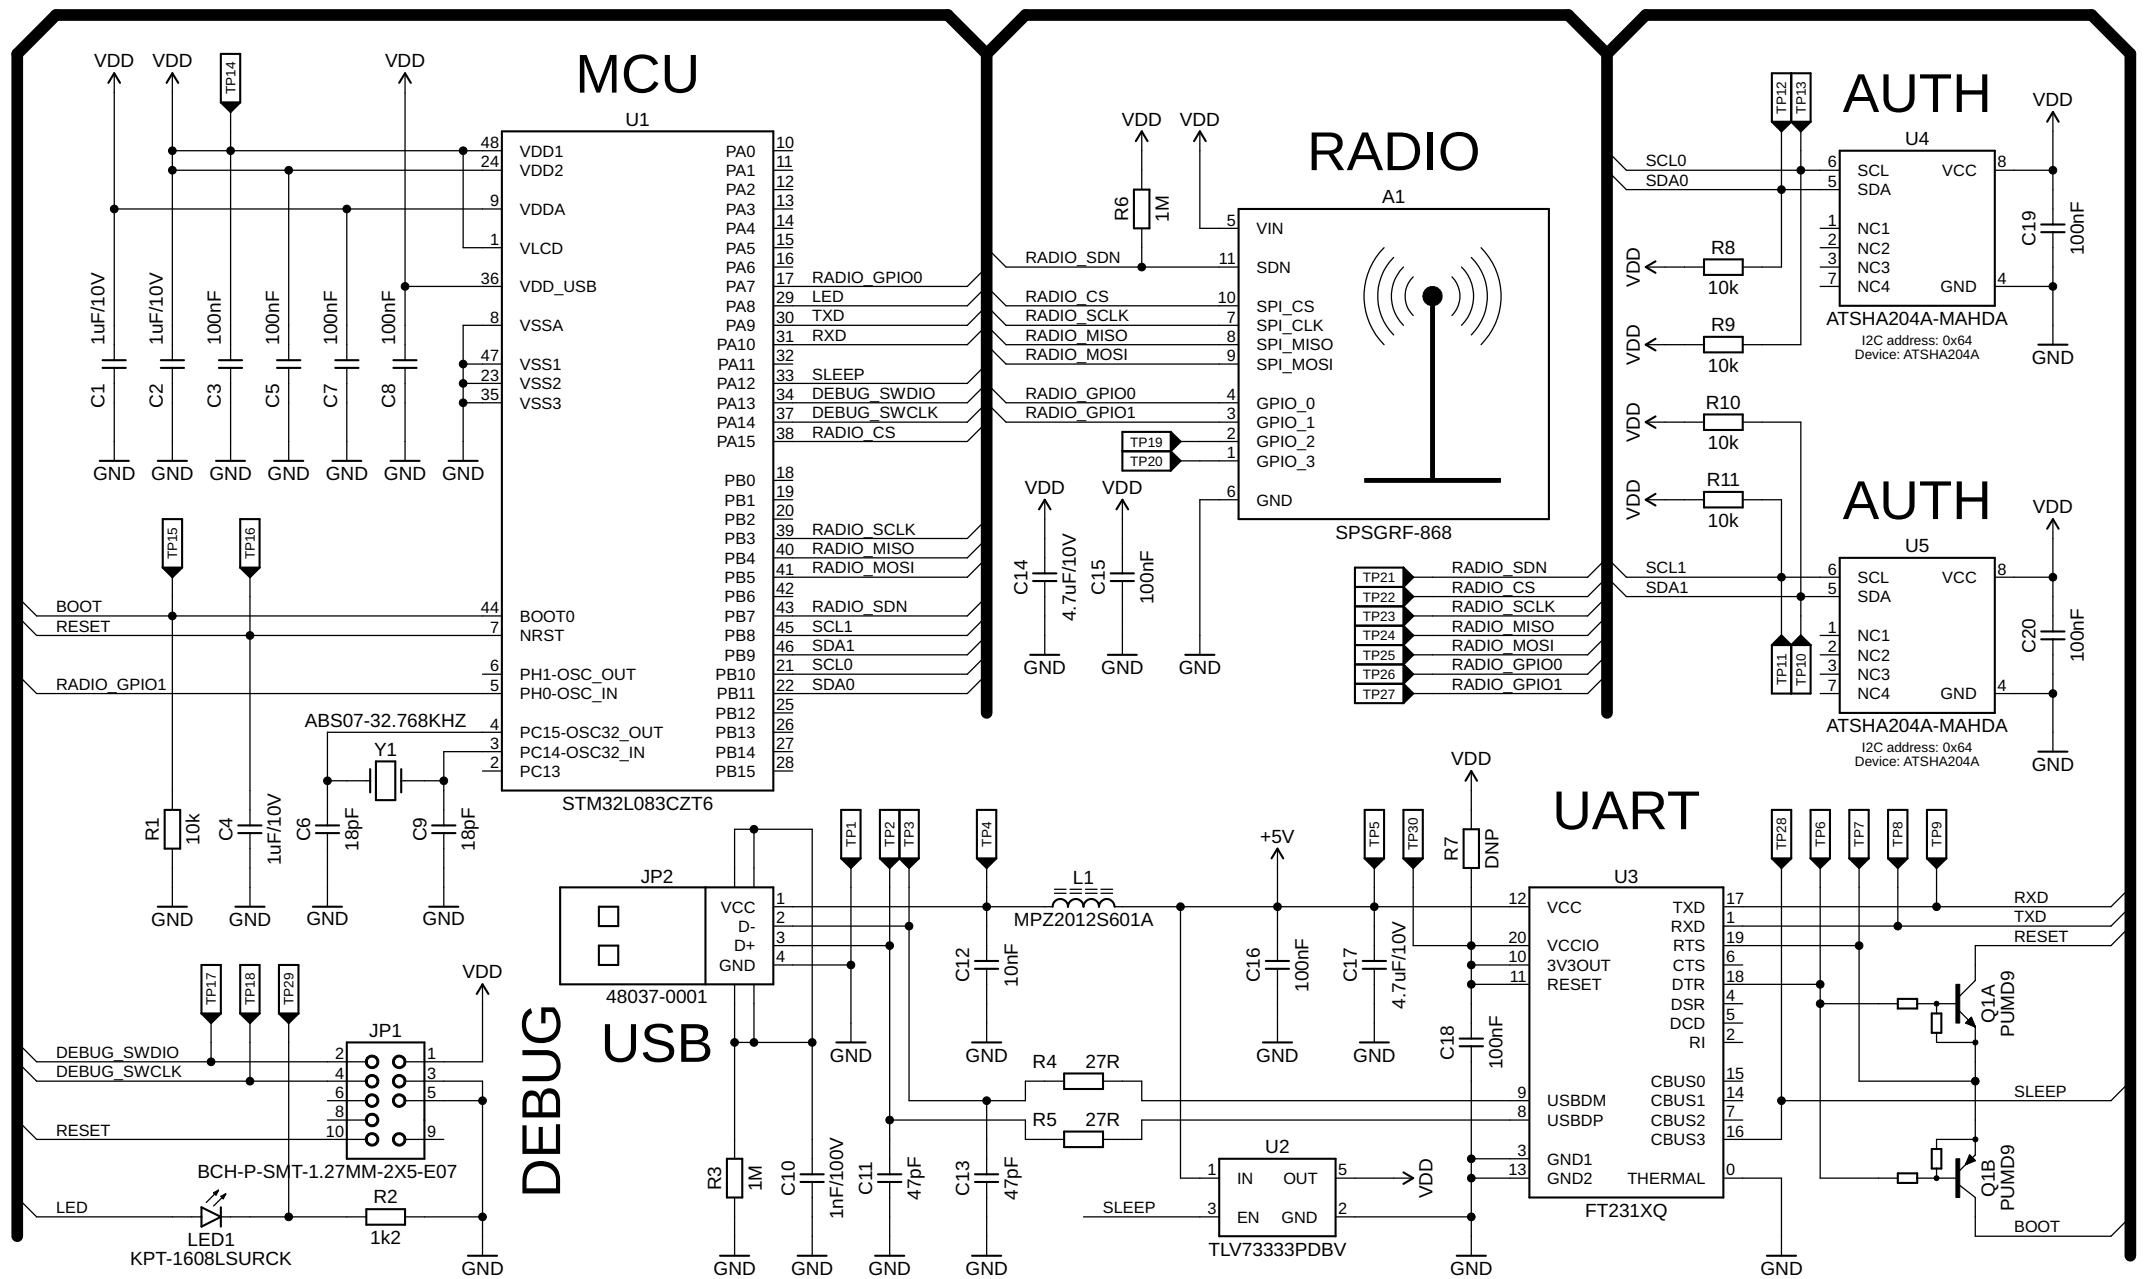 MCU
VDD
VDD
TP14
VDD
U1
48 VDD1
24 VDD2
9 VDDA
1 VLCD
36 VDD_USB
8 VSSA
47 VSS1
23 VSS2
35 VSS3
44 BOOT0
7 NRST
6 PH1-OSC_OUT
5 PH0-OSC_IN
4 PC15-OSC32_OUT
3 PC14-OSC32_IN
2 PC13
PA0 10
PA1 11
PA2 12
PA3 13
PA4 14
PA5 15
PA6 16
PA7 17 RADIO_GPIO0
PA8 29 LED
PA9 30 TXD
PA10 31 RXD
PA11 32
PA12 33 SLEEP
PA13 34 DEBUG_SWDIO
PA14 37 DEBUG_SWCLK
PA15 38 RADIO_CS
PB0 18
PB1 19
PB2 20
PB3 39 RADIO_SCLK
PB4 40 RADIO_MISO
PB5 41 RADIO_MOSI
PB6 42
PB7 43 RADIO_SDN
PB8 45 SCL1
PB9 46 SDA1
PB10 21 SCL0
PB11 22 SDA0
PB12 25
PB13 26
PB14 27
PB15 28
STM32L083CZT6
C1 1uF/10V
C2 1uF/10V
C3 100nF
C5 100nF
C7 100nF
C8 100nF
GND GND GND GND GND GND GND
TP15
TP16
BOOT
RESET
RADIO_GPIO1
ABS07-32.768KHZ
Y1
R1 10k
C4 1uF/10V
C6 18pF
C9 18pF
GND GND GND GND
TP17
TP18
TP29
VDD
JP1
DEBUG_SWDIO 2 1
DEBUG_SWCLK 4 3
6 5
8
RESET 10 9
BCH-P-SMT-1.27MM-2X5-E07
LED
LED1
KPT-1608LSURCK
R2
1k2
GND
DEBUG
RADIO
VDD VDD
R6 1M
A1
RADIO_SDN
RADIO_CS
RADIO_SCLK
RADIO_MISO
RADIO_MOSI
RADIO_GPIO0
RADIO_GPIO1
TP19
TP20
5 VIN
11 SDN
10 SPI_CS
7 SPI_CLK
8 SPI_MISO
9 SPI_MOSI
4 GPIO_0
3 GPIO_1
2 GPIO_2
1 GPIO_3
6 GND
SPSGRF-868
VDD VDD
C14 4.7uF/10V
C15 100nF
GND GND GND
TP21 RADIO_SDN
TP22 RADIO_CS
TP23 RADIO_SCLK
TP24 RADIO_MISO
TP25 RADIO_MOSI
TP26 RADIO_GPIO0
TP27 RADIO_GPIO1
AUTH
TP12
TP13
VDD
U4
SCL0 6 SCL VCC 8
SDA0 5 SDA
1 NC1
2 NC2
3 NC3
7 NC4 GND 4
C19 100nF
ATSHA204A-MAHDA
I2C address: 0x64
Device: ATSHA204A
GND
VDD R8 10k
VDD R9 10k
VDD R10 10k
VDD R11 10k
AUTH
VDD
U5
SCL1 6 SCL VCC 8
SDA1 5 SDA
1 NC1
2 NC2
3 NC3
7 NC4 GND 4
TP11
TP10
C20 100nF
ATSHA204A-MAHDA
I2C address: 0x64
Device: ATSHA204A
GND
USB
JP2
VCC 1
D- 2
D+ 3
GND 4
48037-0001
TP1
TP2
TP3
TP4
L1
MPZ2012S601A
+5V
TP5
TP30
C12 10nF
C16 100nF
C17 4.7uF/10V
GND GND GND GND
R4 27R
R5 27R
R3 1M
C10 1nF/100V
C11 47pF
C13 47pF
GND GND GND GND
U2
1 IN OUT 5 VDD
SLEEP 3 EN GND 2
TLV73333PDBV
UART
VDD
R7 DNP
C18 100nF
GND
U3
12 VCC
20 VCCIO
10 3V3OUT
11 RESET
9 USBDM
8 USBDP
3 GND1
13 GND2
TXD 17
RXD 1
RTS 19
CTS 6
DTR 18
DSR 4
DCD 5
RI 2
CBUS0 15
CBUS1 14
CBUS2 7
CBUS3 16
THERMAL 0
FT231XQ
GND
TP28
TP6
TP7
TP8
TP9
RXD
TXD
RESET
Q1A
PUMD9
SLEEP
Q1B
PUMD9
BOOT